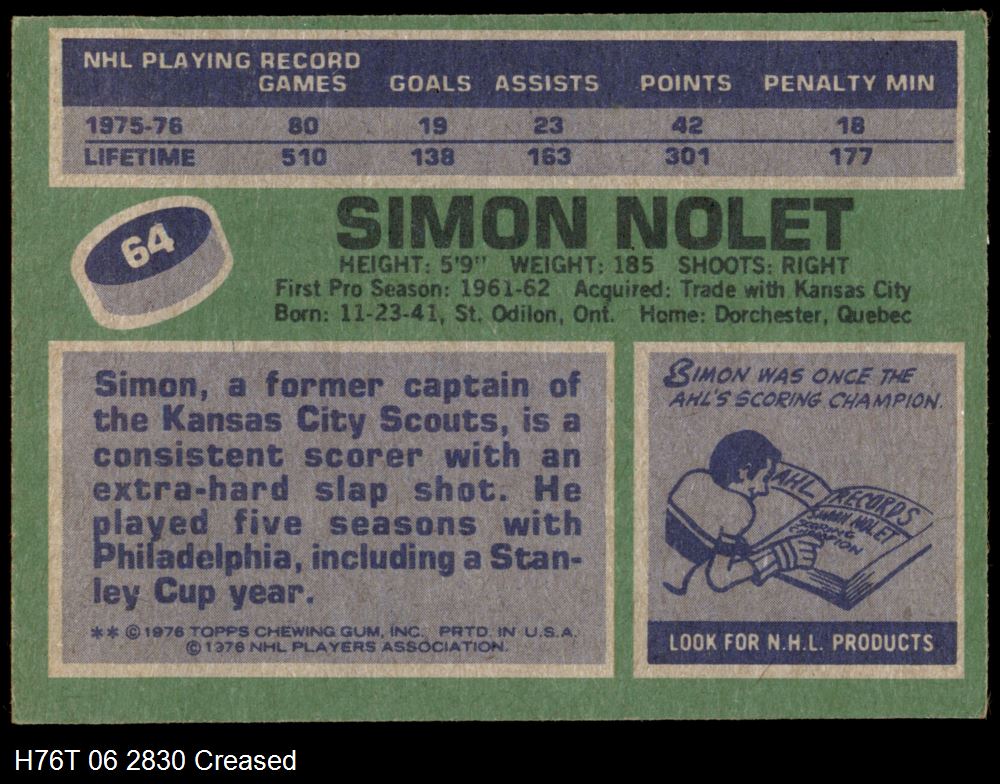 NHL PLAYING RECORD
GAMES GOALS ASSISTS POINTS PENALTY MIN
1975-76 80 19 23 42 18
LIFETIME 510 138 163 301 177
64
SIMON NOLET
HEIGHT: 5'9" WEIGHT: 185 SHOOTS: RIGHT
First Pro Season: 1961-62 Acquired: Trade with Kansas City
Born: 11-23-41, St. Odilon, Ont. Home: Dorchester, Quebec
Simon, a former captain of
the Kansas City Scouts, is a
consistent scorer with an
extra-hard slap shot. He
played five seasons with
Philadelphia, including a Stan-
ley Cup year.
** © 1976 TOPPS CHEWING GUM, INC. PRTD. IN U.S.A.
© 1976 NHL PLAYERS ASSOCIATION.
SIMON WAS ONCE THE
AHL'S SCORING CHAMPION.
AHL RECORDS
SIMON NOLET
SCORING
CHAMPION
LOOK FOR N.H.L. PRODUCTS
H76T 06 2830 Creased